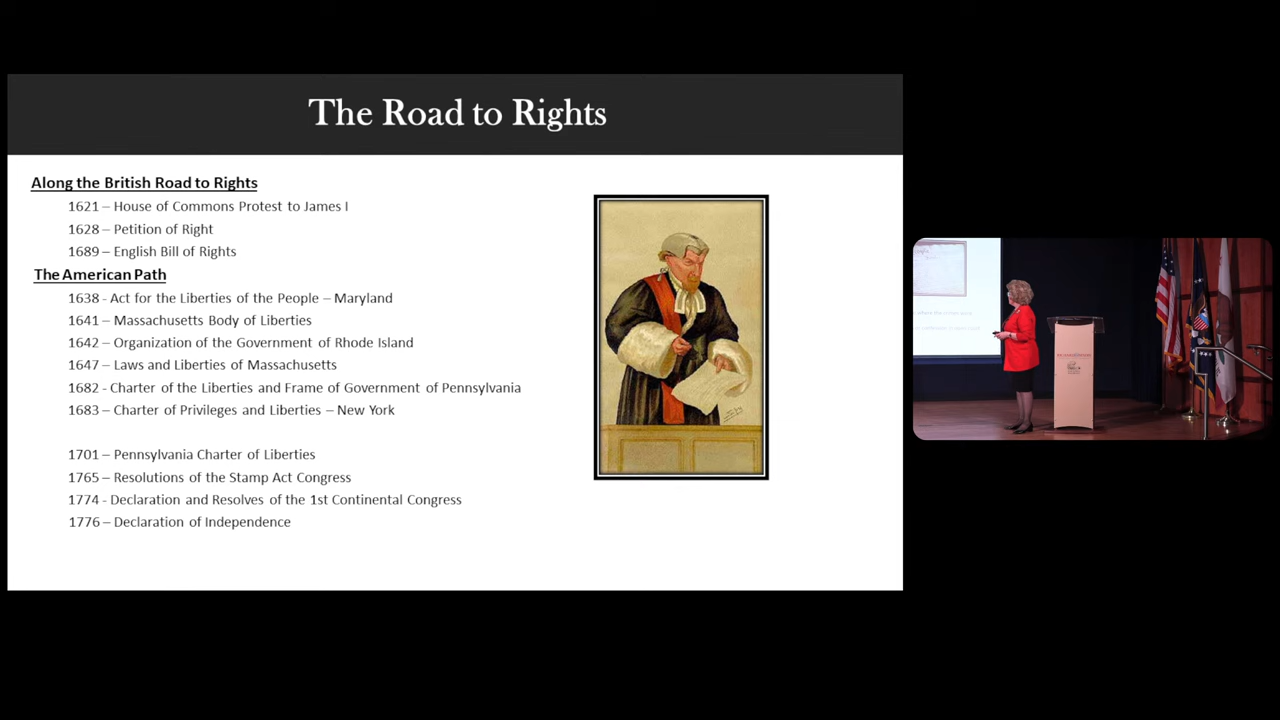 The Road to Rights
Along the British Road to Rights
1621 – House of Commons Protest to James I
1628 – Petition of Right
1689 – English Bill of Rights
The American Path
1638 - Act for the Liberties of the People – Maryland
1641 – Massachusetts Body of Liberties
1642 – Organization of the Government of Rhode Island
1647 – Laws and Liberties of Massachusetts
1682 - Charter of the Liberties and Frame of Government of Pennsylvania
1683 – Charter of Privileges and Liberties – New York
1701 – Pennsylvania Charter of Liberties
1765 – Resolutions of the Stamp Act Congress
1774 - Declaration and Resolves of the 1st Continental Congress
1776 – Declaration of Independence